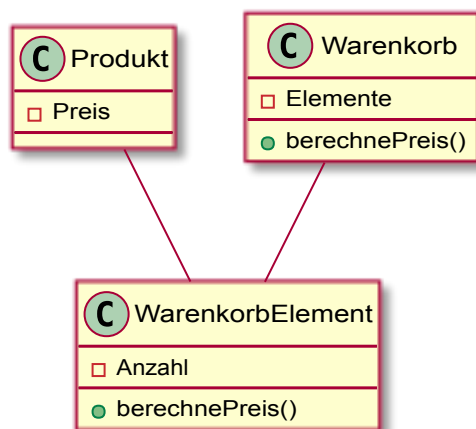 C Produkt
Preis
C Warenkorb
Elemente
berechnePreis()
C WarenkorbElement
Anzahl
berechnePreis()